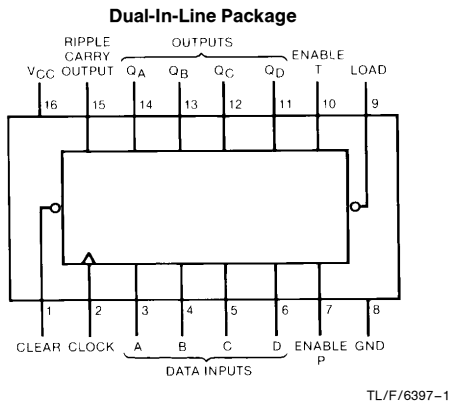 Dual-In-Line Package
RIPPLE
CARRY
OUTPUT
OUTPUTS
ENABLE
T
VCC
QA
QB
QC
QD
LOAD
16
15
14
13
12
11
10
9
1
2
3
4
5
6
7
8
CLEAR
CLOCK
A
B
C
D
ENABLE
P
GND
DATA INPUTS
TL/F/6397–1